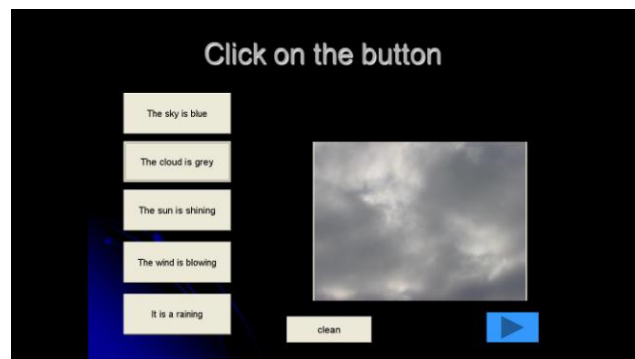 Click on the button
The sky is blue
The cloud is grey
The sun is shining
The wind is blowing
It is a raining
clean